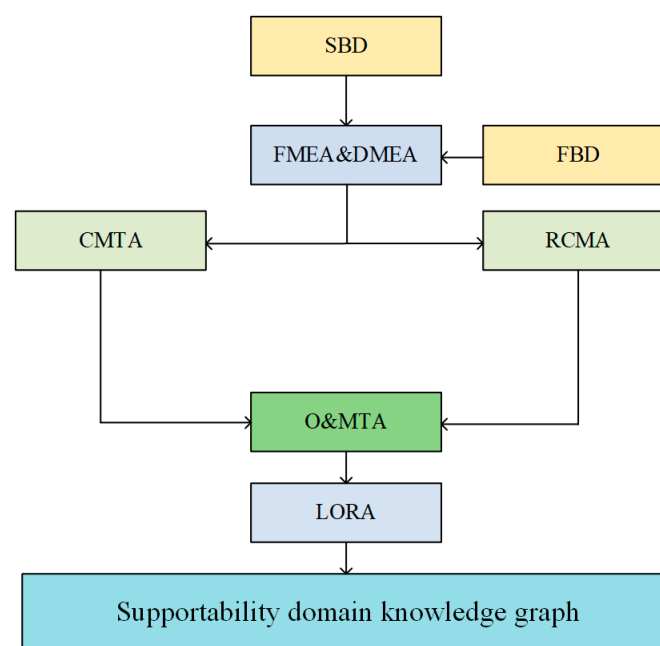 SBD
FMEA&DMEA
FBD
CMTA
RCMA
O&MTA
LORA
Supportability domain knowledge graph